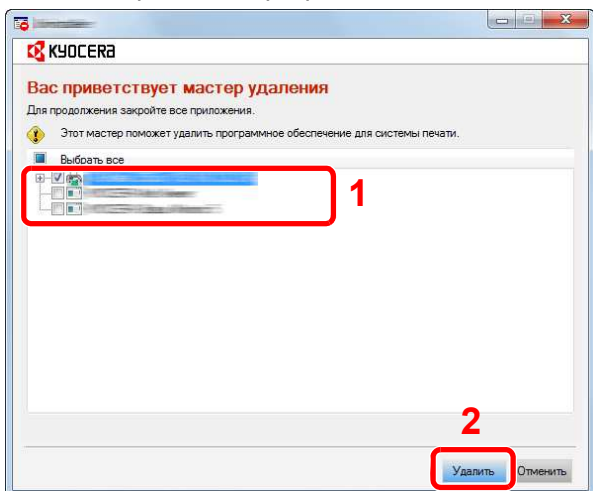 KYOCERA
Вас приветствует мастер удаления
Для продолжения закройте все приложения.
Этот мастер поможет удалить программное обеспечение для системы печати.
Выбрать все
1
2
Удалить Отменить